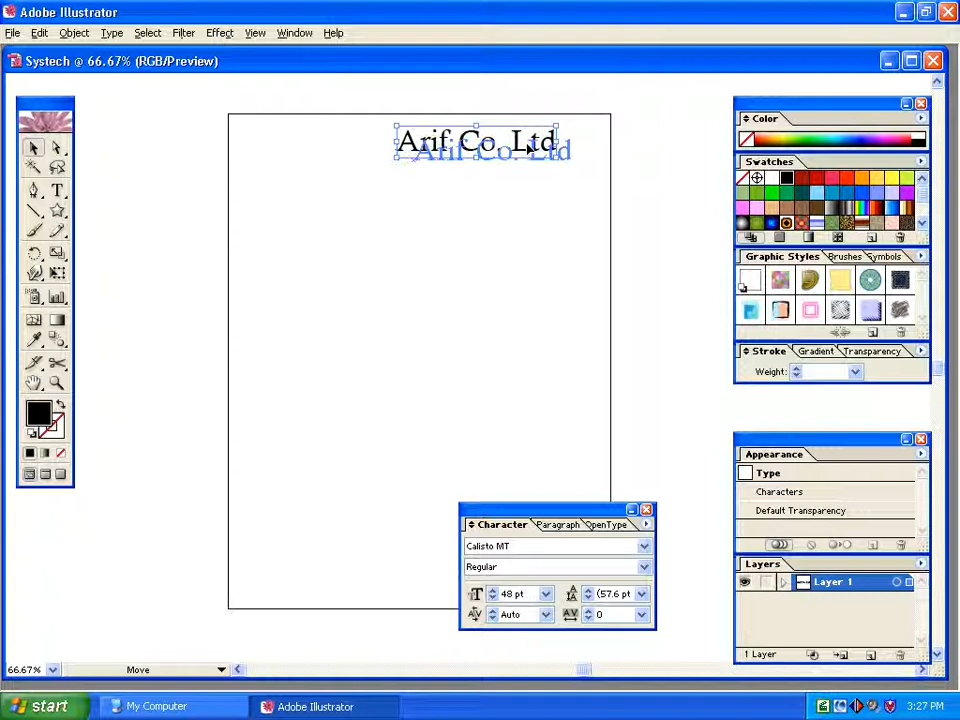 Adobe Illustrator
File Edit Object Type Select Filter Effect View Window Help
Systech @ 66.67% (RGB/Preview)
Arif Co. Ltd
Arif Co. Ltd
Color
Swatches
Graphic Styles Brushes Symbols
Stroke Gradient Transparency
Weight:
Appearance
Type
Characters
Default Transparency
Character Paragraph OpenType
Calisto MT
Regular
48 pt (57.6 pt
Auto 0
Layers
Layer 1
1 Layer
66.67% Move
start My Computer Adobe Illustrator 3:27 PM